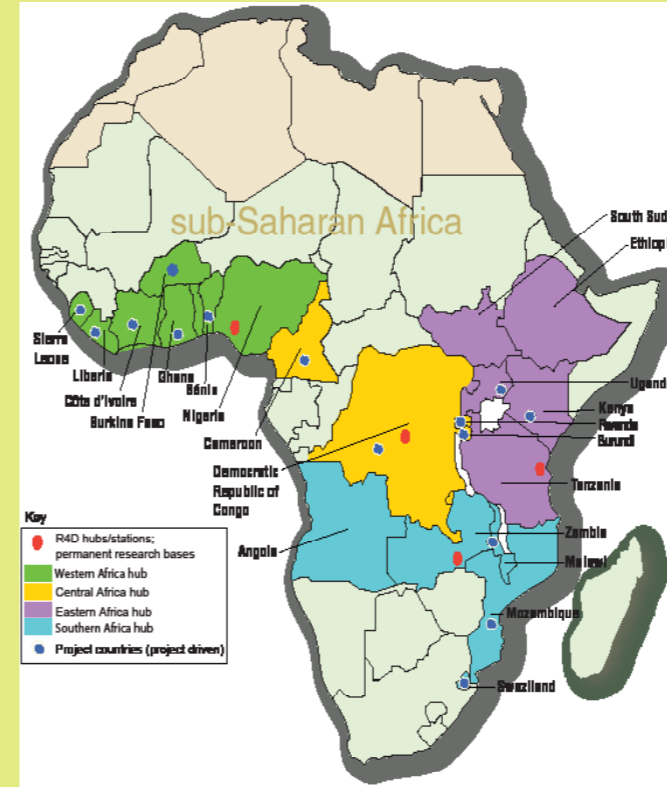 sub-Saharan Africa
South Sud
Ethiopi
Sierra
Leone
Liberia
Côte d'Ivoire
Burkina Faso
Ghana
Bénin
Nigeria
Cameroon
Democratic
Republic of
Congo
Uganda
Kenya
Rwanda
Burundi
Tanzania
Angola
Zambia
Malawi
Mozambique
Swaziland
Key
R4D hubs/stations;
permanent research bases
Western Africa hub
Central Africa hub
Eastern Africa hub
Southern Africa hub
Project countries (project driven)